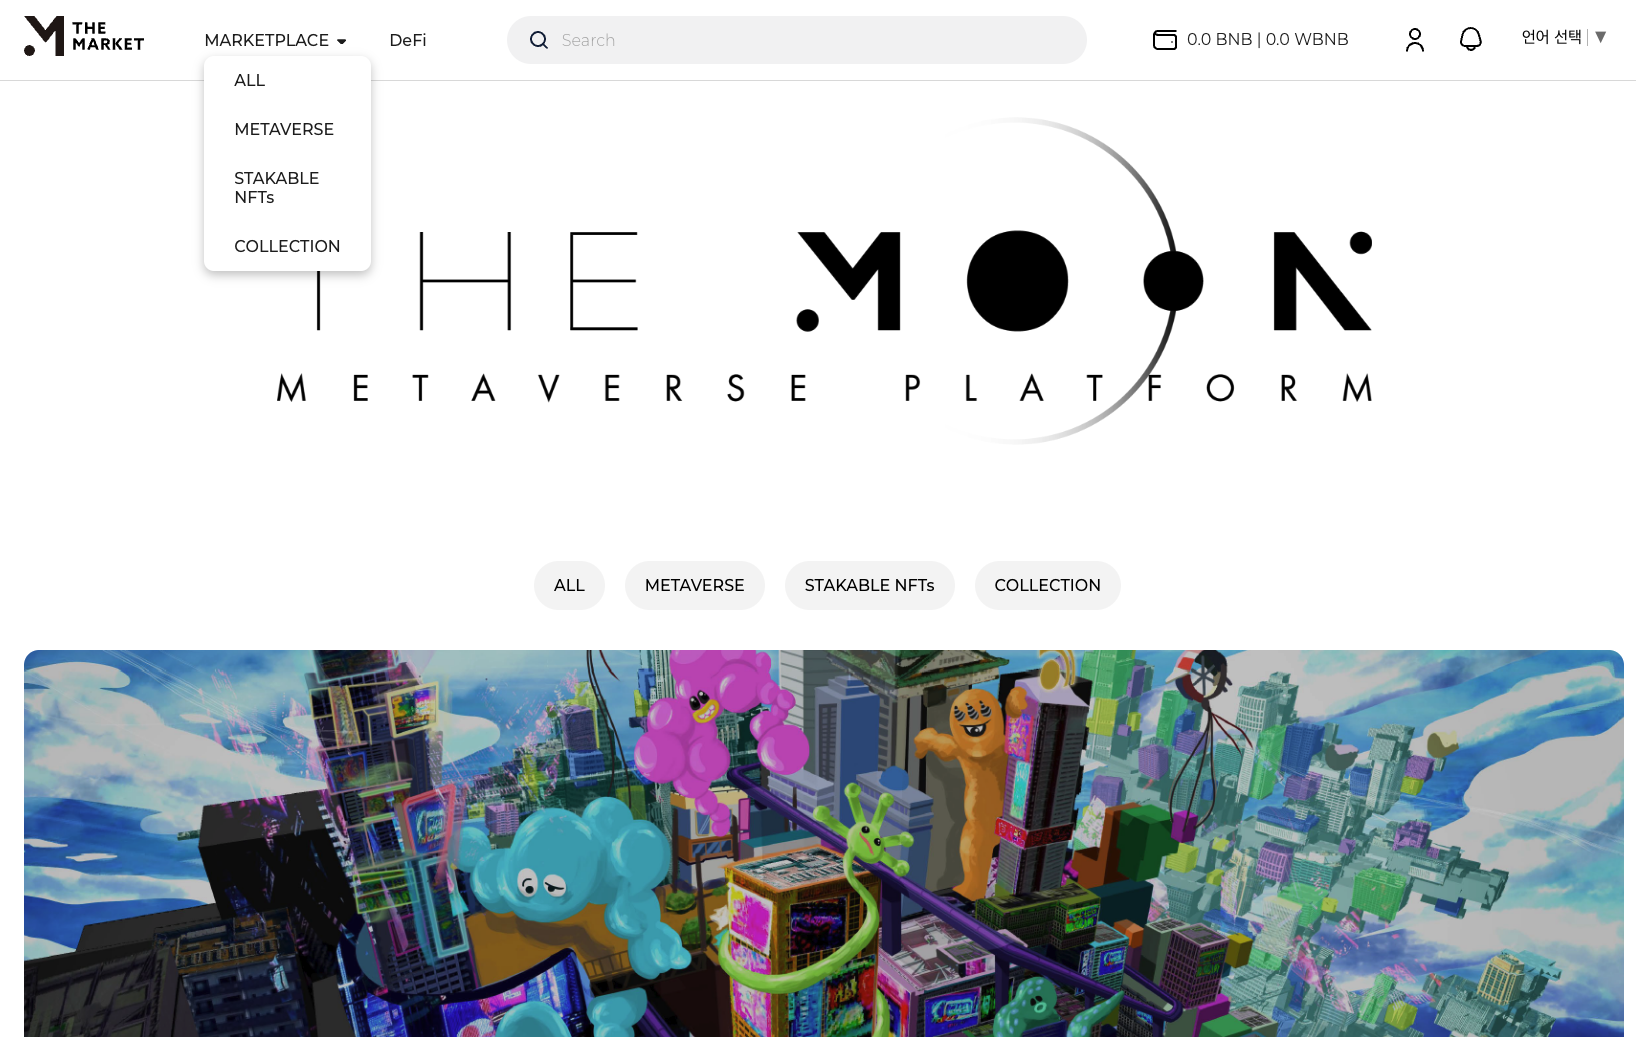 THE
MARKET
MARKETPLACE
DeFi
Search
0.0 BNB | 0.0 WBNB
언어 선택 ▼
ALL
METAVERSE
STAKABLE
NFTs
COLLECTION
THE MOON
METAVERSE PLATFORM
ALL
METAVERSE
STAKABLE NFTs
COLLECTION